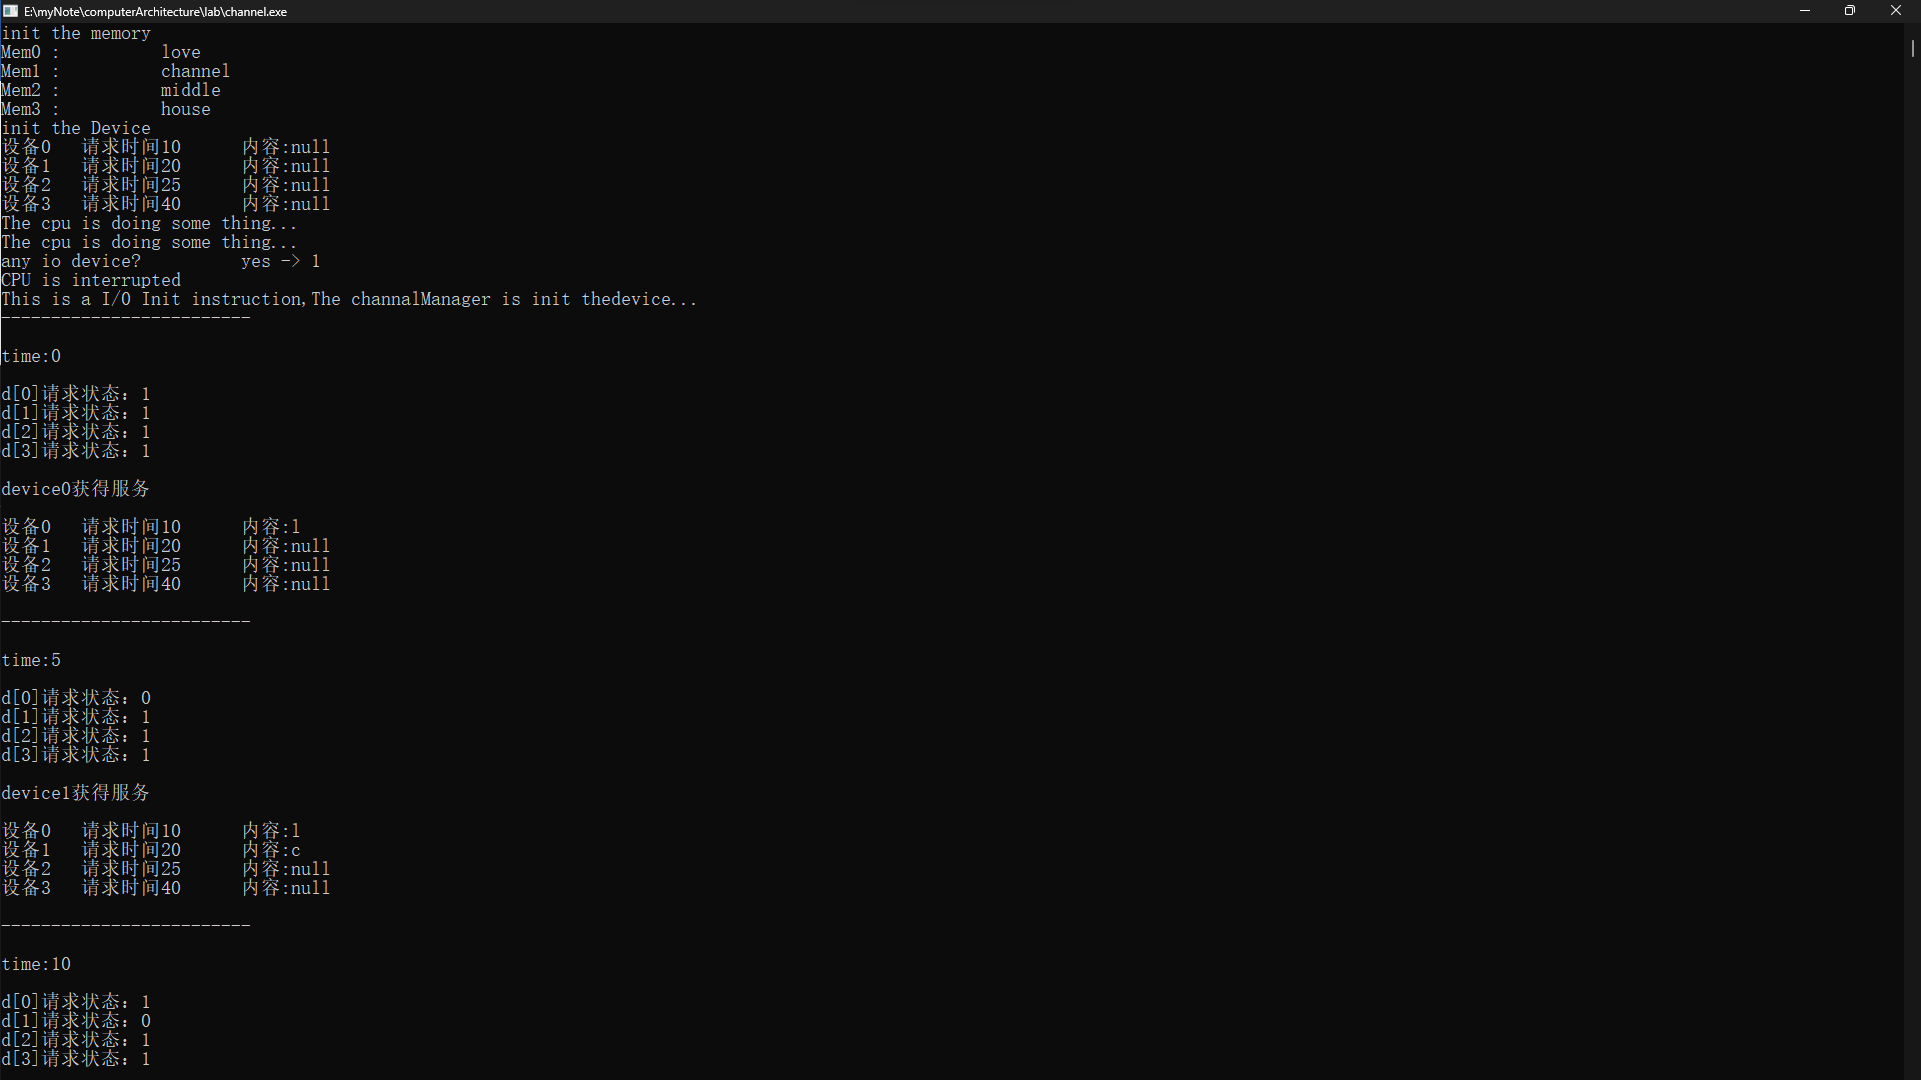 E:\myNote\computerArchitecture\lab\channel.exe
init the memory
Mem0 : love
Mem1 : channel
Mem2 : middle
Mem3 : house
init the Device
设备0 请求时间10 内容:null
设备1 请求时间20 内容:null
设备2 请求时间25 内容:null
设备3 请求时间40 内容:null
The cpu is doing some thing...
The cpu is doing some thing...
any io device? yes -> 1
CPU is interrupted
This is a I/O Init instruction,The channalManager is init thedevice...
-------------------------
time:0
d[0]请求状态: 1
d[1]请求状态: 1
d[2]请求状态: 1
d[3]请求状态: 1
device0获得服务
设备0 请求时间10 内容:l
设备1 请求时间20 内容:null
设备2 请求时间25 内容:null
设备3 请求时间40 内容:null
-------------------------
time:5
d[0]请求状态: 0
d[1]请求状态: 1
d[2]请求状态: 1
d[3]请求状态: 1
device1获得服务
设备0 请求时间10 内容:l
设备1 请求时间20 内容:c
设备2 请求时间25 内容:null
设备3 请求时间40 内容:null
-------------------------
time:10
d[0]请求状态: 1
d[1]请求状态: 0
d[2]请求状态: 1
d[3]请求状态: 1